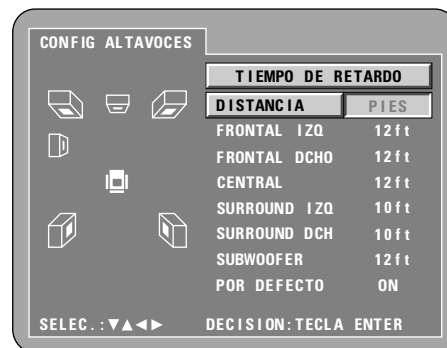 CONFIG ALTAVOCES
TIEMPO DE RETARDO
DISTANCIA PIES
FRONTAL IZQ 12ft
FRONTAL DCHO 12ft
CENTRAL 12ft
SURROUND IZQ 10ft
SURROUND DCH 10ft
SUBWOOFER 12ft
POR DEFECTO ON
SELEC.:▼▲◄► DECISION:TECLA ENTER